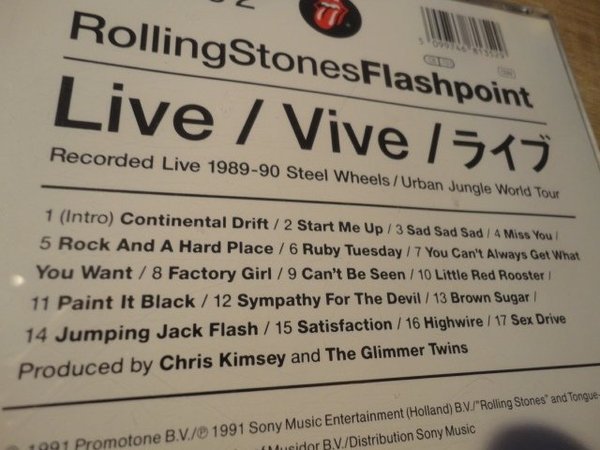 RollingStonesFlashpoint
Live / Vive / ライブ
Recorded Live 1989-90 Steel Wheels / Urban Jungle World Tour
1 (Intro) Continental Drift / 2 Start Me Up / 3 Sad Sad Sad / 4 Miss You /
5 Rock And A Hard Place / 6 Ruby Tuesday / 7 You Can't Always Get What
You Want / 8 Factory Girl / 9 Can't Be Seen / 10 Little Red Rooster /
11 Paint It Black / 12 Sympathy For The Devil / 13 Brown Sugar /
14 Jumping Jack Flash / 15 Satisfaction / 16 Highwire / 17 Sex Drive
Produced by Chris Kimsey and The Glimmer Twins
1991 Promotone B.V./℗ 1991 Sony Music Entertainment (Holland) B.V./"Rolling Stones" and Tongue-
/ Musidor B.V./Distribution Sony Music